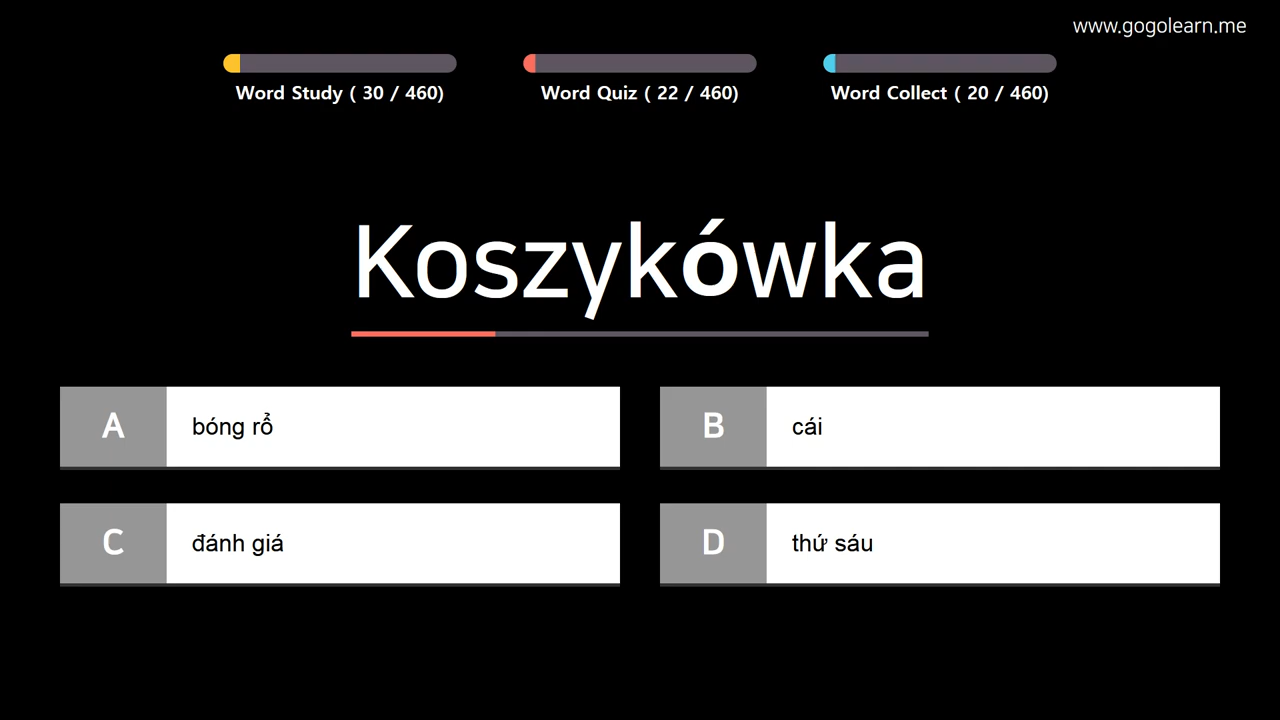 www.gogolearn.me
Word Study ( 30 / 460)
Word Quiz ( 22 / 460)
Word Collect ( 20 / 460)
Koszykówka
A bóng rổ
B cái
C đánh giá
D thứ sáu